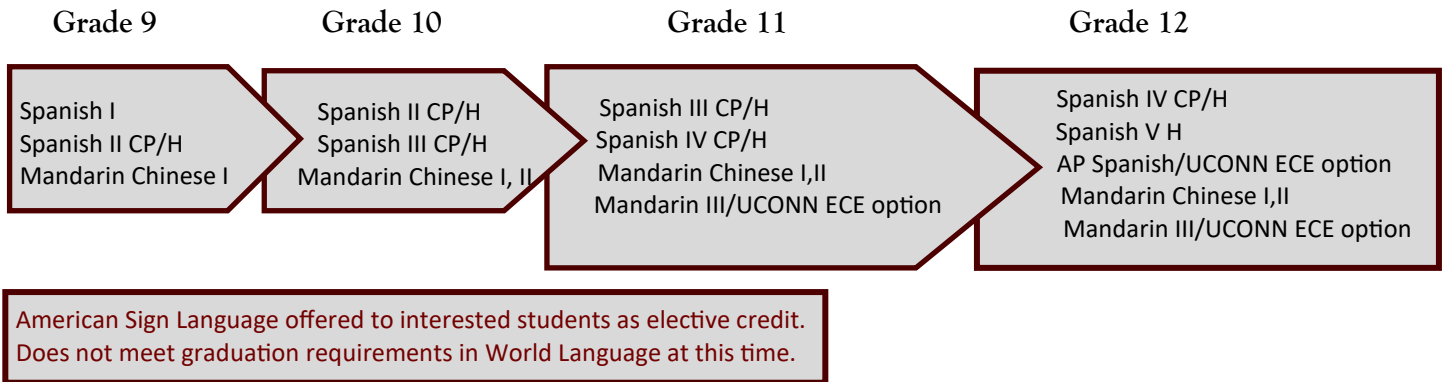 Grade 9
Grade 10
Grade 11
Grade 12
Spanish I
Spanish II CP/H
Mandarin Chinese I
Spanish II CP/H
Spanish III CP/H
Mandarin Chinese I, II
Spanish III CP/H
Spanish IV CP/H
Mandarin Chinese I,II
Mandarin III/UCONN ECE option
Spanish IV CP/H
Spanish V H
AP Spanish/UCONN ECE option
Mandarin Chinese I,II
Mandarin III/UCONN ECE option
American Sign Language offered to interested students as elective credit.
Does not meet graduation requirements in World Language at this time.